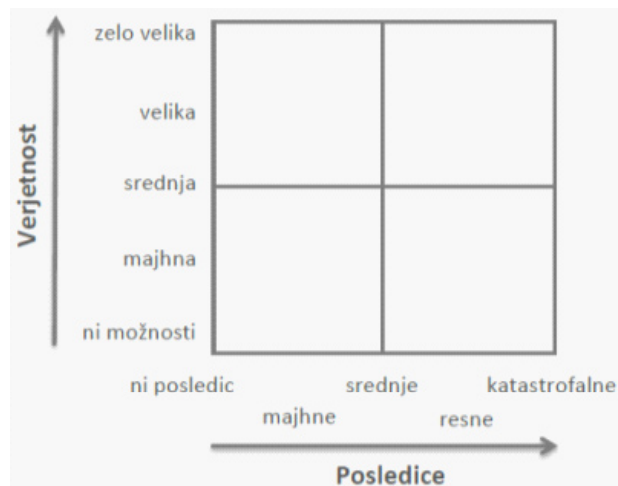 zelo velika
velika
Verjetnost
srednja
majhna
ni možnosti
ni posledic srednje katastrofalne
majhne resne
Posledice